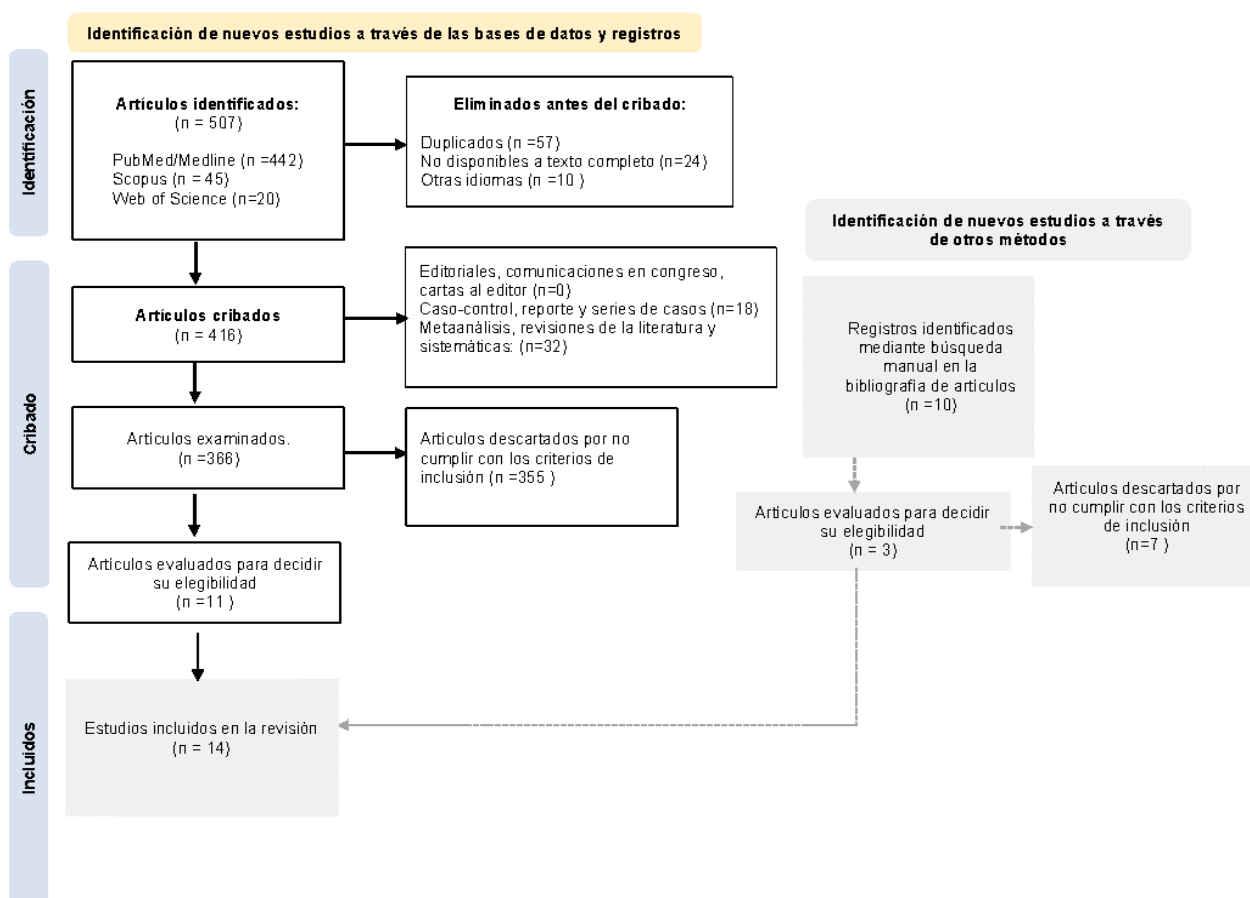 Identificación de nuevos estudios a través de las bases de datos y registros
Identificación
Artículos identificados:
(n = 507)
PubMed/Medline (n =442)
Scopus (n = 45)
Web of Science (n=20)
Eliminados antes del cribado:
Duplicados (n =57)
No disponibles a texto completo (n=24)
Otras idiomas (n =10 )
Identificación de nuevos estudios a través
de otros métodos
Cribado
Artículos cribados
(n = 416)
Editoriales, comunicaciones en congreso,
cartas al editor (n=0)
Caso-control, reporte y series de casos (n=18)
Metaanálisis, revisiones de la literatura y
sistemáticas: (n=32)
Registros identificados
mediante búsqueda
manual en la
bibliografía de artículos
(n =10)
Artículos examinados.
(n =366)
Artículos descartados por no
cumplir con los criterios de
inclusión (n =355 )
Artículos evaluados para decidir
su elegibilidad
(n = 3)
Artículos descartados por
no cumplir con los criterios
de inclusión
(n=7 )
Artículos evaluados para decidir
su elegibilidad
(n =11 )
Incluidos
Estudios incluidos en la revisión
(n = 14)